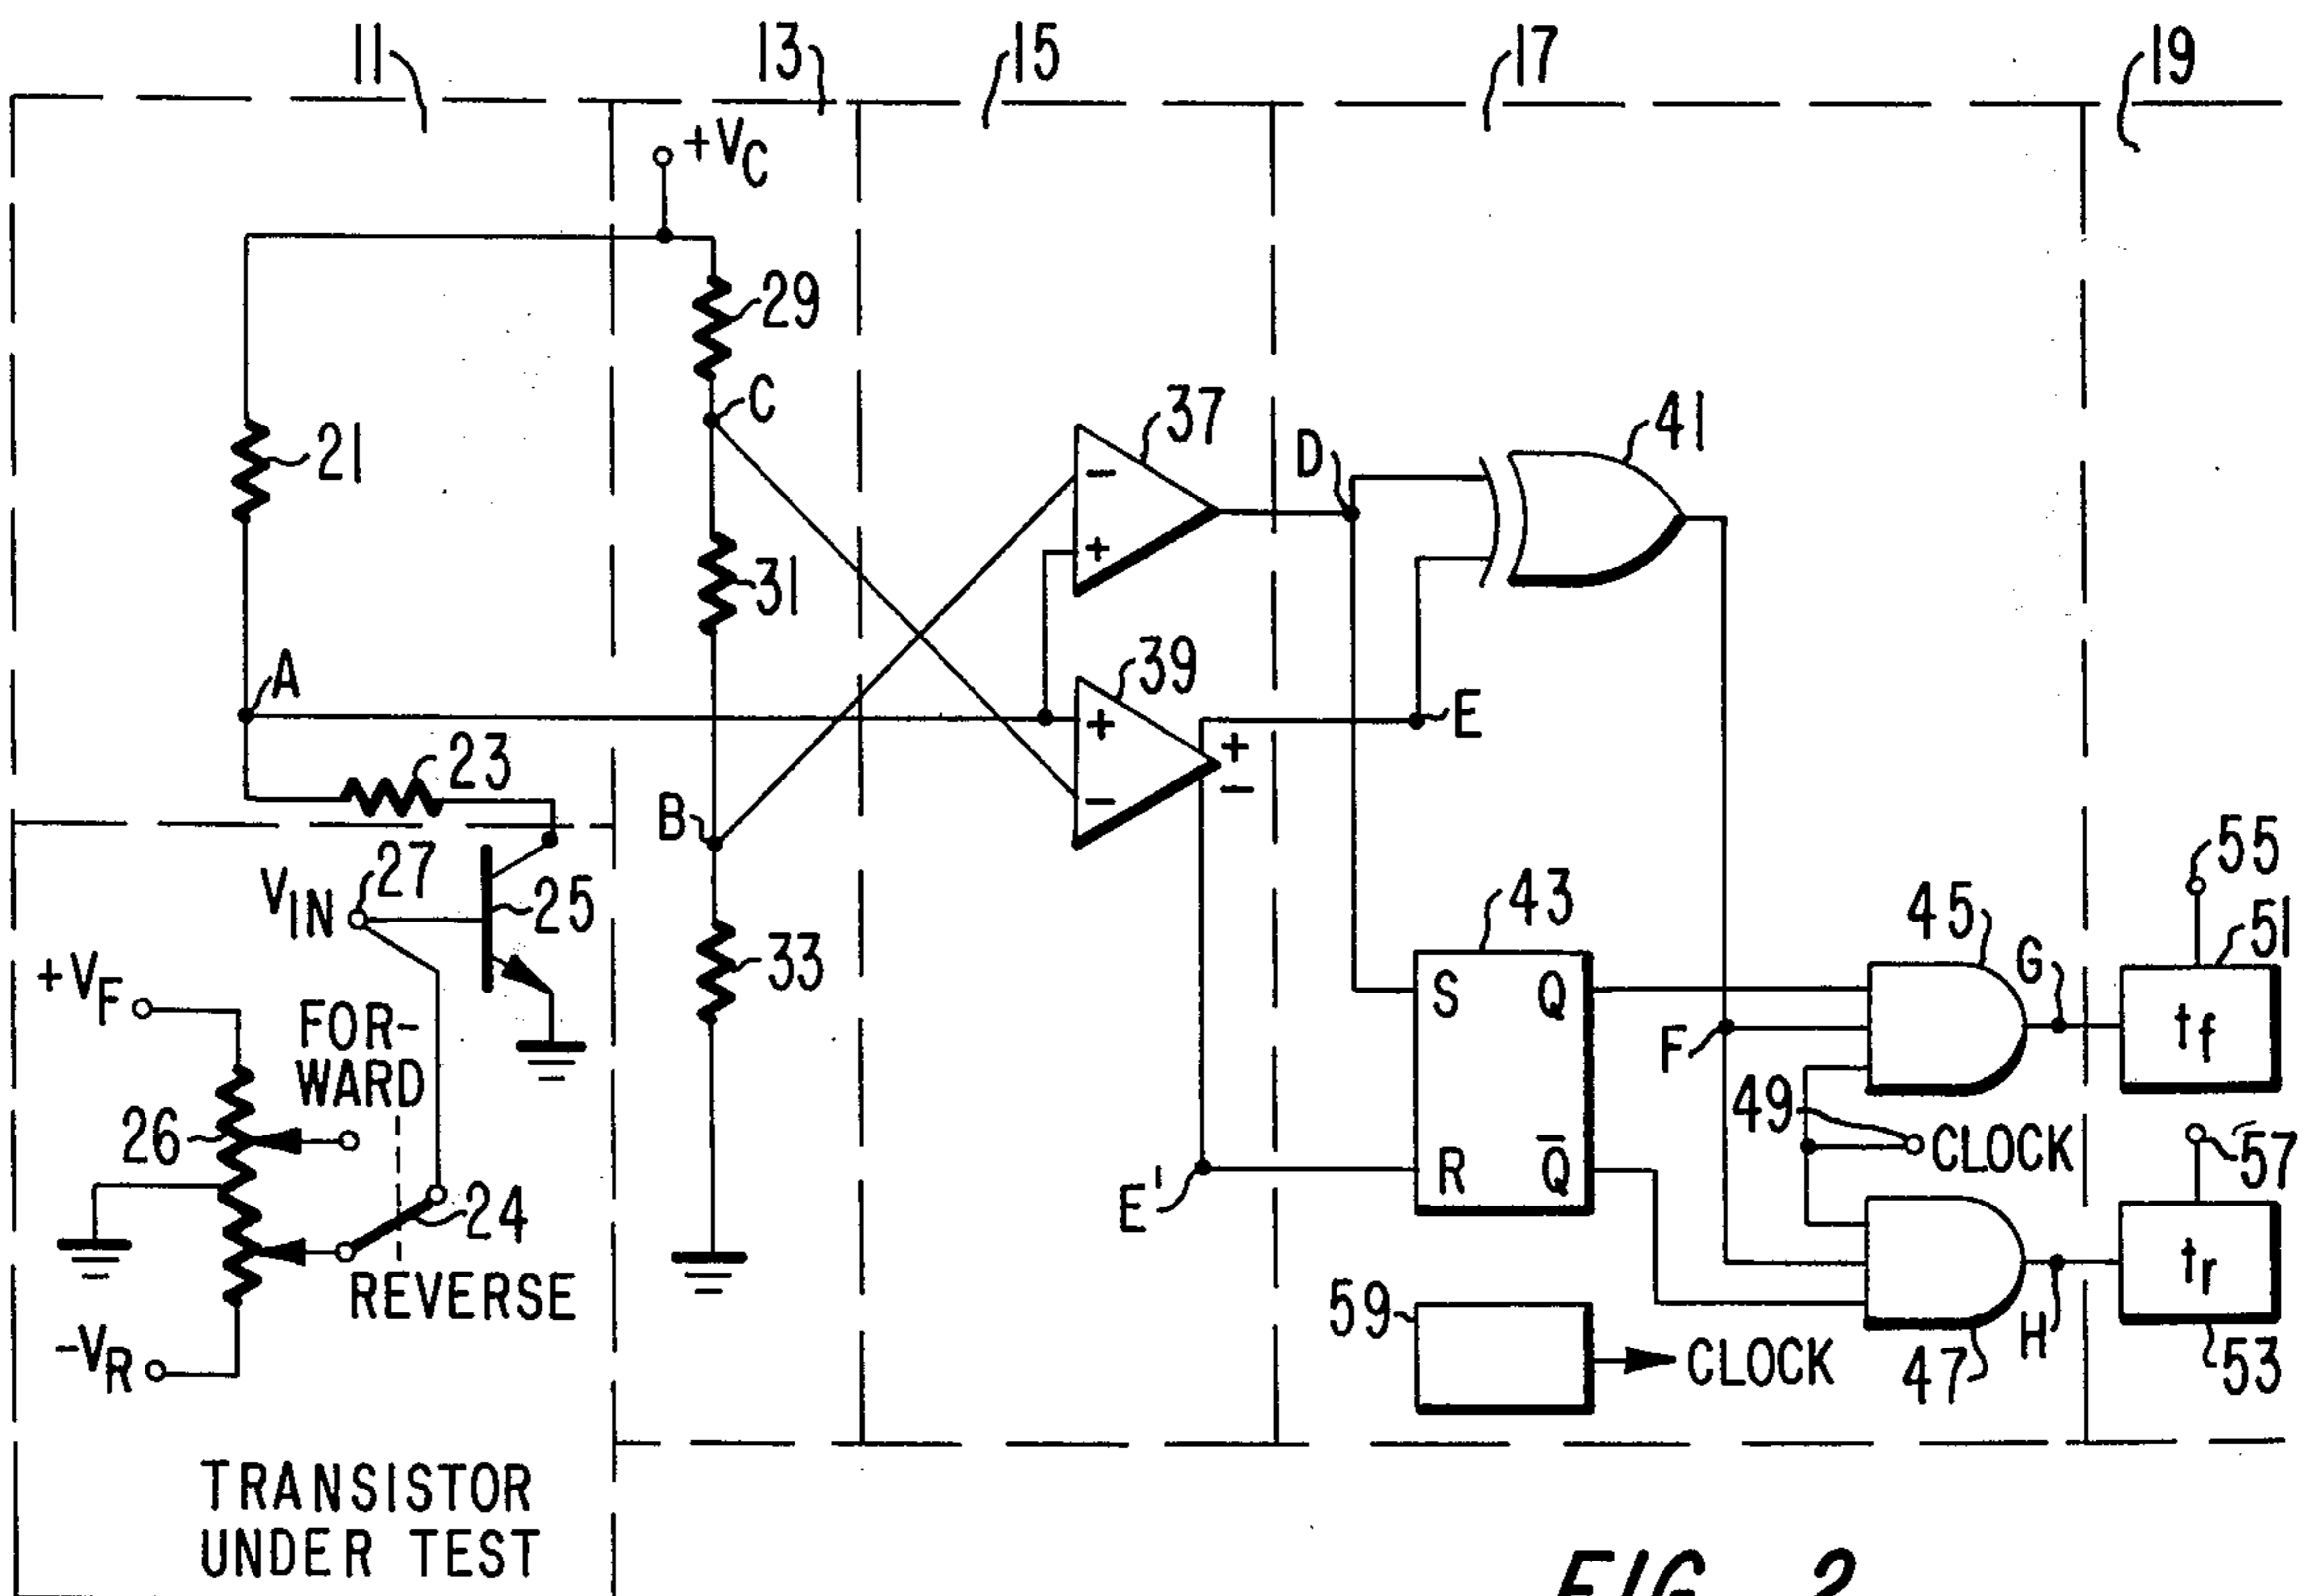 11
13
15
17
19
+VC
29
C
21
31
37
41
D
A
39
E
23
B
27
VIN
25
33
43
45
55
51
+VF
FOR-
WARD
S
Q
F
G
tf
26
49
CLOCK
57
E'
R
Q̅
24
REVERSE
59
CLOCK
47
H
tr
53
-VR
+
-
+
-
+
-
TRANSISTOR
UNDER TEST
FIG. 2